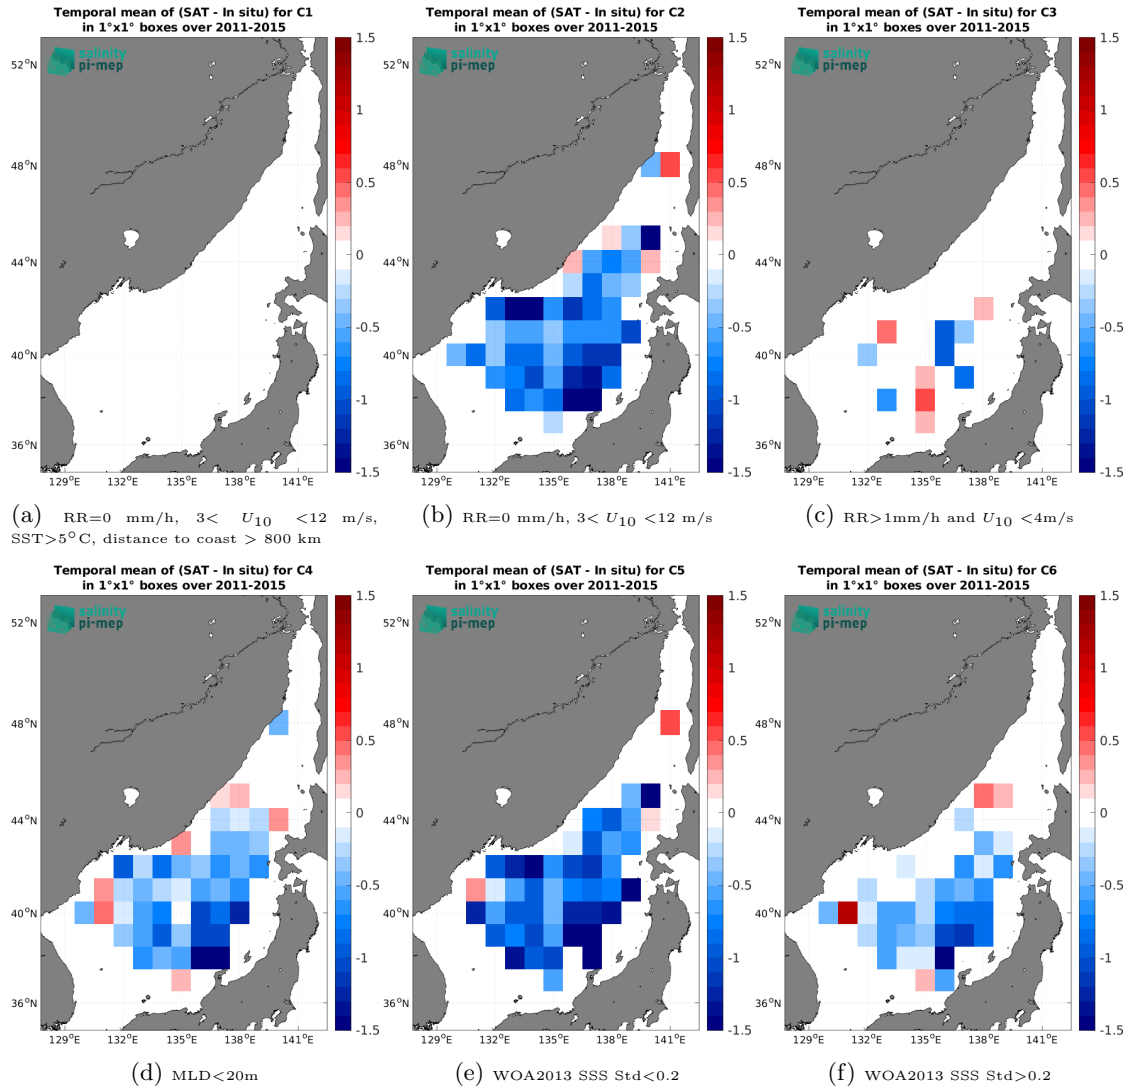 Temporal mean of (SAT - In situ) for C1
in 1°x1° boxes over 2011-2015
salinity
pi-mep
52°N
48°N
44°N
40°N
36°N
129°E 132°E 135°E 138°E 141°E
1.5
1
0.5
0
-0.5
-1
-1.5
(a) RR=0 mm/h, 3< U10 <12 m/s,
SST>5°C, distance to coast > 800 km
Temporal mean of (SAT - In situ) for C2
in 1°x1° boxes over 2011-2015
salinity
pi-mep
52°N
48°N
44°N
40°N
36°N
129°E 132°E 135°E 138°E 141°E
1.5
1
0.5
0
-0.5
-1
-1.5
(b) RR=0 mm/h, 3< U10 <12 m/s
Temporal mean of (SAT - In situ) for C3
in 1°x1° boxes over 2011-2015
salinity
pi-mep
52°N
48°N
44°N
40°N
36°N
129°E 132°E 135°E 138°E 141°E
1.5
1
0.5
0
-0.5
-1
-1.5
(c) RR>1mm/h and U10 <4m/s
Temporal mean of (SAT - In situ) for C4
in 1°x1° boxes over 2011-2015
salinity
pi-mep
52°N
48°N
44°N
40°N
36°N
129°E 132°E 135°E 138°E 141°E
1.5
1
0.5
0
-0.5
-1
-1.5
(d) MLD<20m
Temporal mean of (SAT - In situ) for C5
in 1°x1° boxes over 2011-2015
salinity
pi-mep
52°N
48°N
44°N
40°N
36°N
129°E 132°E 135°E 138°E 141°E
1.5
1
0.5
0
-0.5
-1
-1.5
(e) WOA2013 SSS Std<0.2
Temporal mean of (SAT - In situ) for C6
in 1°x1° boxes over 2011-2015
salinity
pi-mep
52°N
48°N
44°N
40°N
36°N
129°E 132°E 135°E 138°E 141°E
1.5
1
0.5
0
-0.5
-1
-1.5
(f) WOA2013 SSS Std>0.2